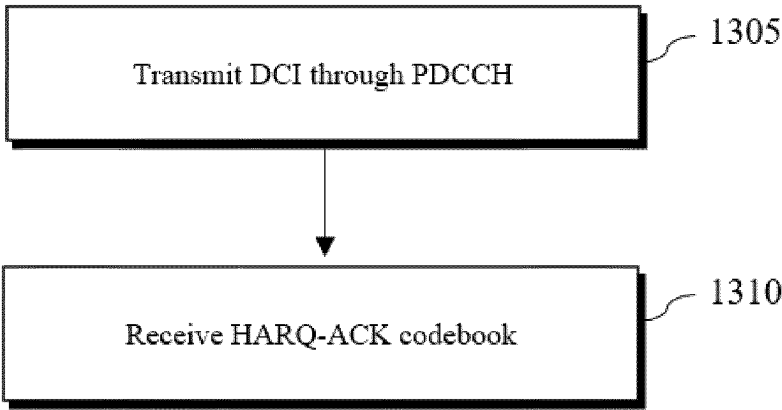 1305
Transmit DCI through PDCCH
1310
Receive HARQ-ACK codebook